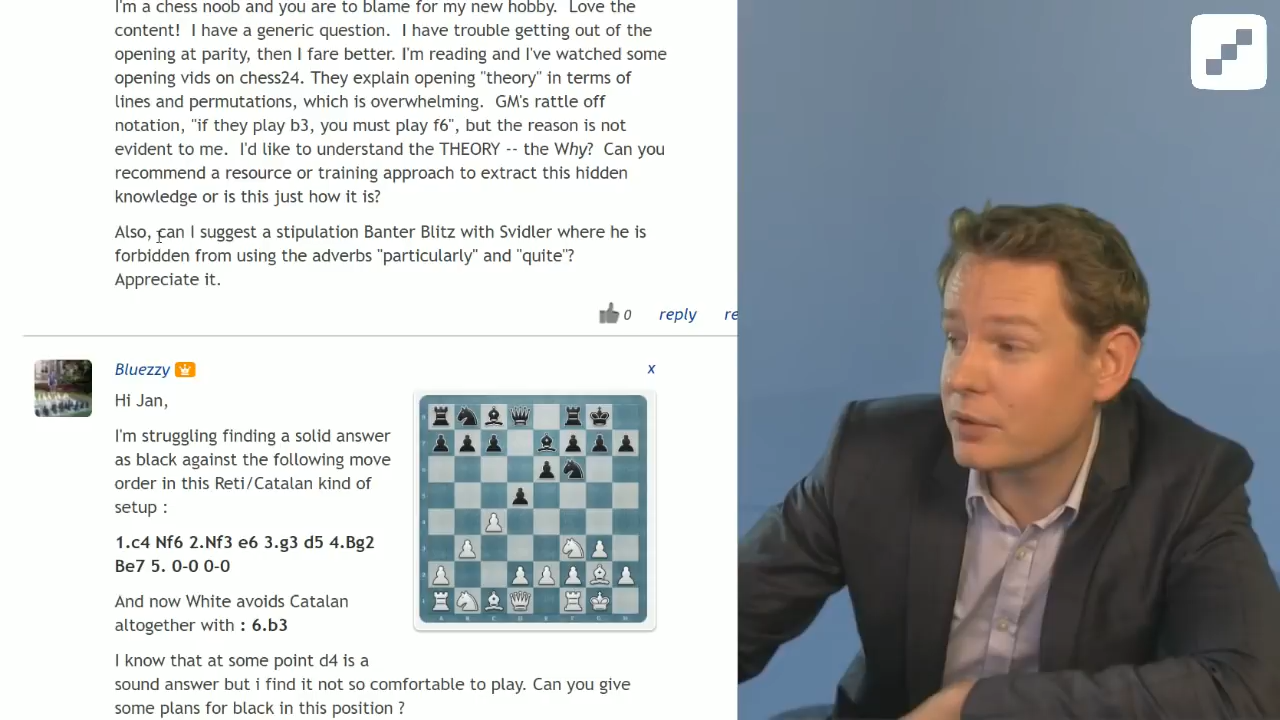 I'm a chess noob and you are to blame for my new hobby. Love the
content! I have a generic question. I have trouble getting out of the
opening at parity, then I fare better. I'm reading and I've watched some
opening vids on chess24. They explain opening "theory" in terms of
lines and permutations, which is overwhelming. GM's rattle off
notation, "if they play b3, you must play f6", but the reason is not
evident to me. I'd like to understand the THEORY -- the Why? Can you
recommend a resource or training approach to extract this hidden
knowledge or is this just how it is?
Also, can I suggest a stipulation Banter Blitz with Svidler where he is
forbidden from using the adverbs "particularly" and "quite"?
Appreciate it.
0 reply re
Bluezzy x
Hi Jan,
I'm struggling finding a solid answer
as black against the following move
order in this Reti/Catalan kind of
setup :
1.c4 Nf6 2.Nf3 e6 3.g3 d5 4.Bg2
Be7 5. 0-0 0-0
And now White avoids Catalan
altogether with : 6.b3
I know that at some point d4 is a
sound answer but i find it not so comfortable to play. Can you give
some plans for black in this position ?